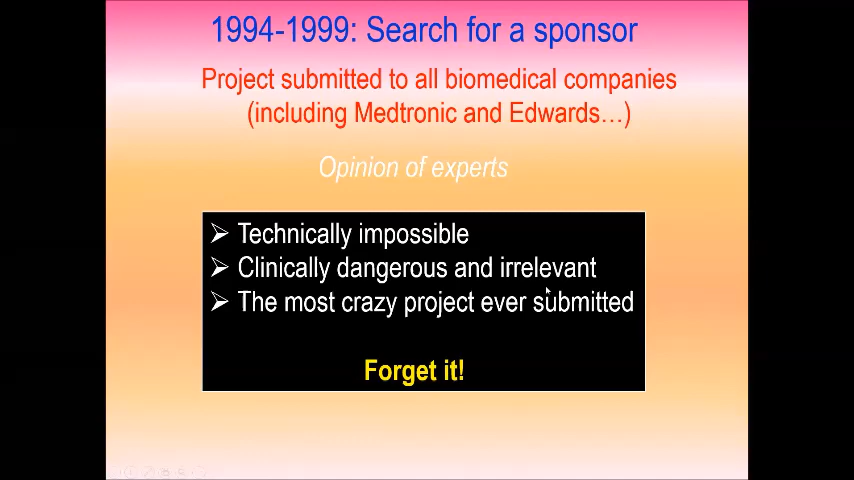 1994-1999: Search for a sponsor
Project submitted to all biomedical companies
(including Medtronic and Edwards…)
Opinion of experts
➢ Technically impossible
➢ Clinically dangerous and irrelevant
➢ The most crazy project ever submitted
Forget it!